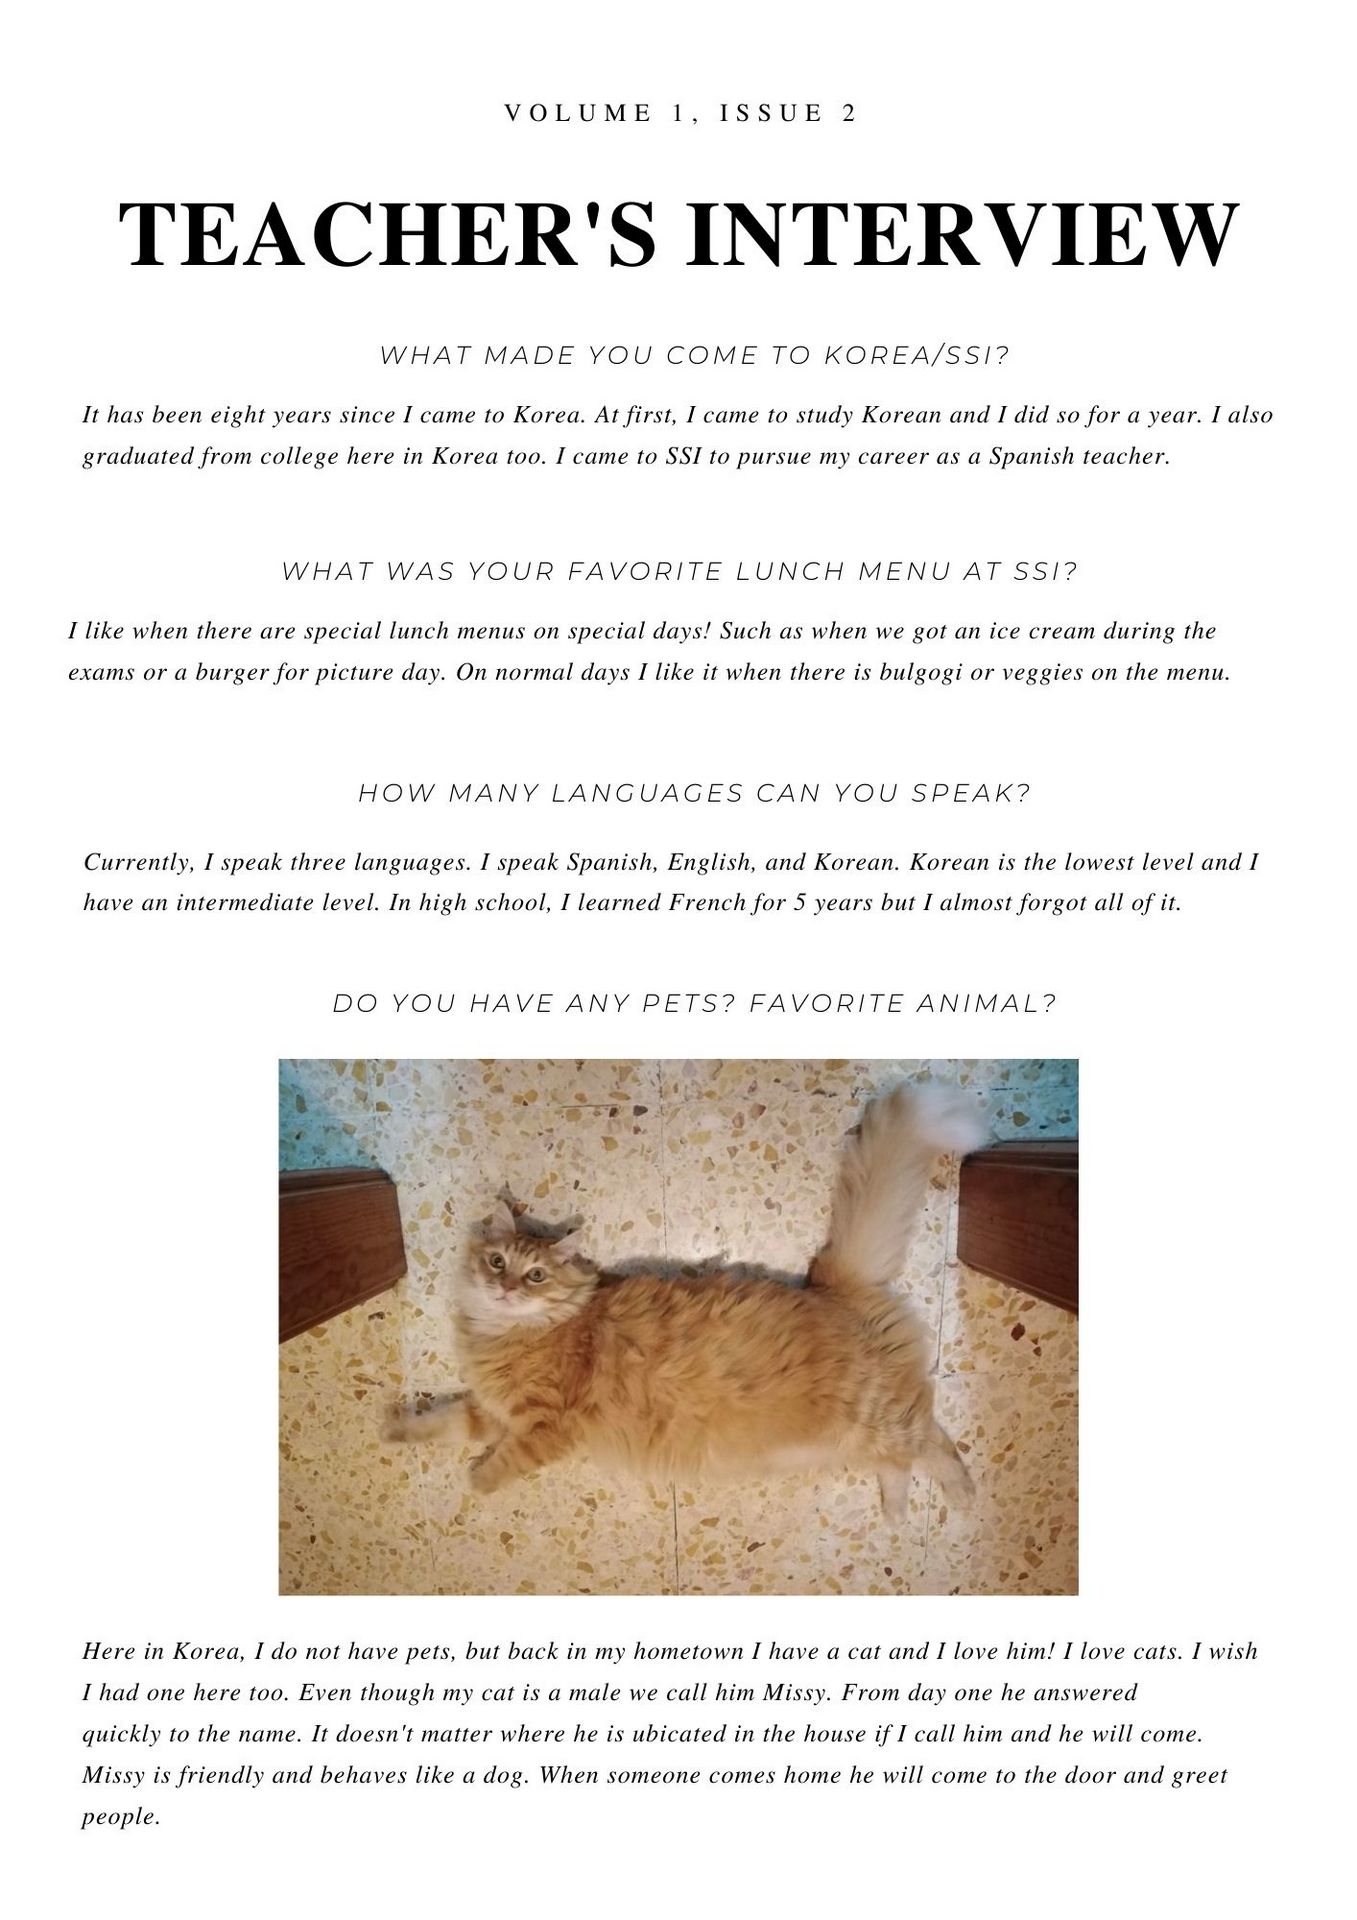 VOLUME 1, ISSUE 2
TEACHER'S INTERVIEW
WHAT MADE YOU COME TO KOREA/SSI?
It has been eight years since I came to Korea. At first, I came to study Korean and I did so for a year. I also
graduated from college here in Korea too. I came to SSI to pursue my career as a Spanish teacher.
WHAT WAS YOUR FAVORITE LUNCH MENU AT SSI?
I like when there are special lunch menus on special days! Such as when we got an ice cream during the
exams or a burger for picture day. On normal days I like it when there is bulgogi or veggies on the menu.
HOW MANY LANGUAGES CAN YOU SPEAK?
Currently, I speak three languages. I speak Spanish, English, and Korean. Korean is the lowest level and I
have an intermediate level. In high school, I learned French for 5 years but I almost forgot all of it.
DO YOU HAVE ANY PETS? FAVORITE ANIMAL?
Here in Korea, I do not have pets, but back in my hometown I have a cat and I love him! I love cats. I wish
I had one here too. Even though my cat is a male we call him Missy. From day one he answered
quickly to the name. It doesn't matter where he is ubicated in the house if I call him and he will come.
Missy is friendly and behaves like a dog. When someone comes home he will come to the door and greet
people.